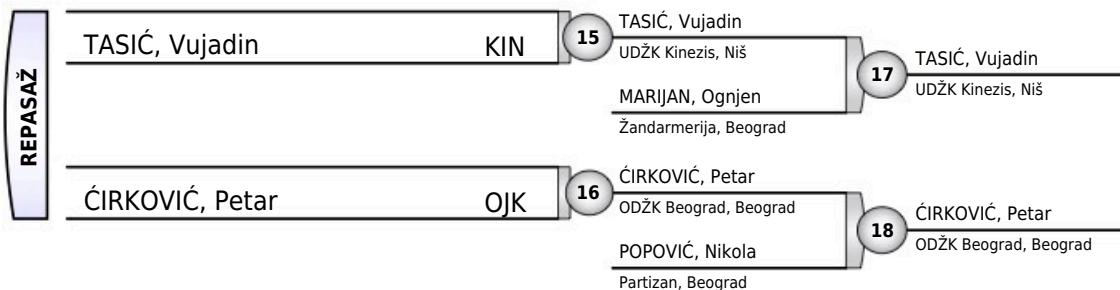 REPASAŽ
TASIĆ, Vujadin KIN
15
TASIĆ, Vujadin
UDŽK Kinezis, Niš
MARIJAN, Ognjen
Žandarmerija, Beograd
17
TASIĆ, Vujadin
UDŽK Kinezis, Niš
ĆIRKOVIĆ, Petar OJK
16
ĆIRKOVIĆ, Petar
ODŽK Beograd, Beograd
POPOVIĆ, Nikola
Partizan, Beograd
18
ĆIRKOVIĆ, Petar
ODŽK Beograd, Beograd